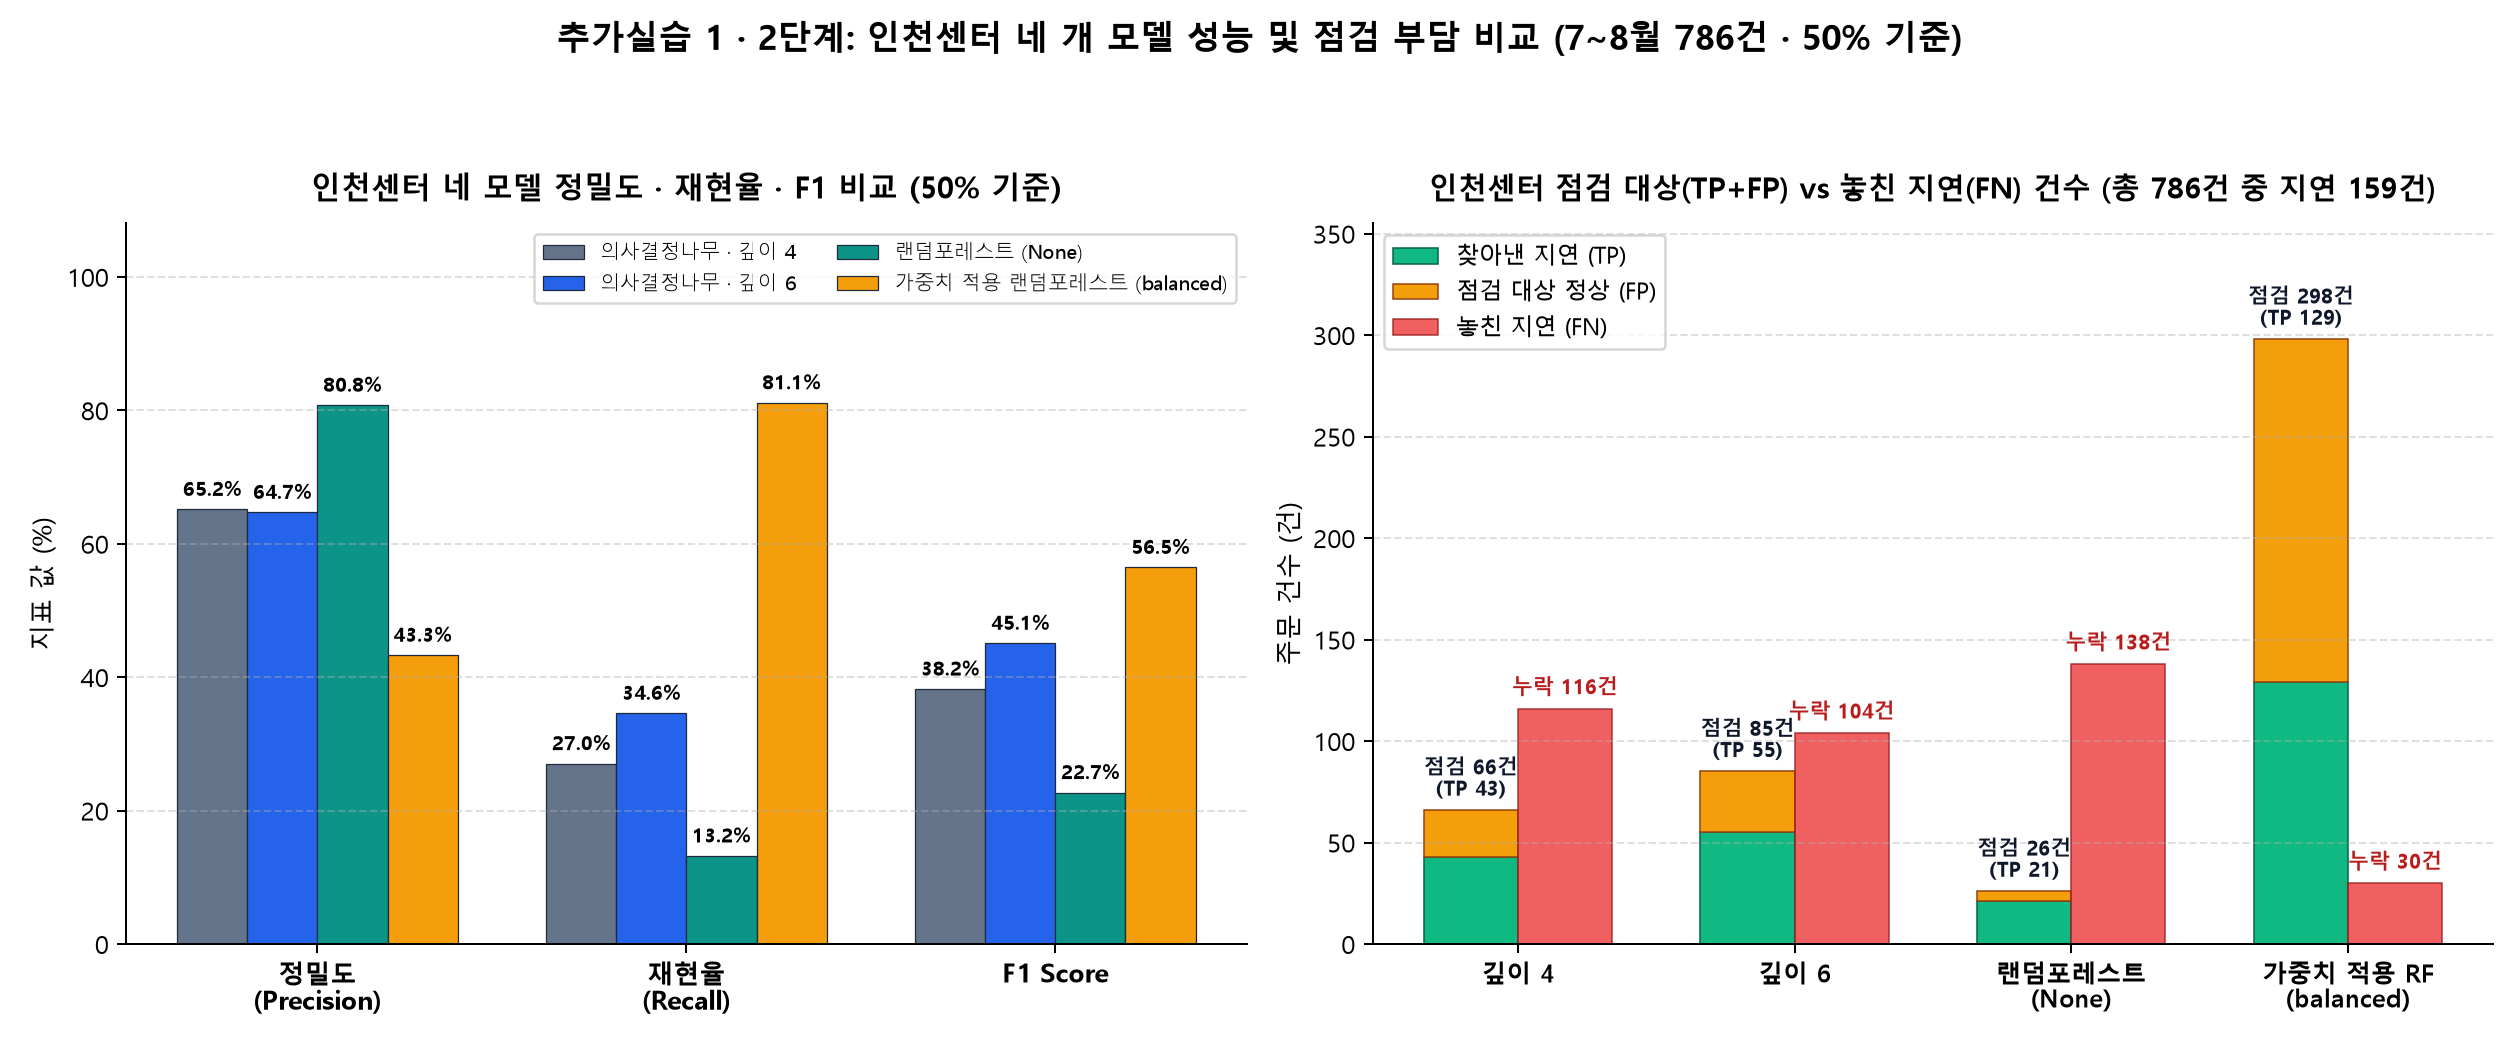 추가실습 1 · 2단계: 인천센터 네 개 모델 성능 및 점검 부담 비교 (7~8월 786건 · 50% 기준)
인천센터 네 모델 정밀도 · 재현율 · F1 비교 (50% 기준)
의사결정나무 · 깊이 4
의사결정나무 · 깊이 6
랜덤포레스트 (None)
가중치 적용 랜덤포레스트 (balanced)
지표 값 (%)
100
80
60
40
20
0
65.2%
64.7%
80.8%
43.3%
27.0%
34.6%
13.2%
81.1%
38.2%
45.1%
22.7%
56.5%
정밀도
(Precision)
재현율
(Recall)
F1 Score
인천센터 점검 대상(TP+FP) vs 놓친 지연(FN) 건수 (총 786건 중 지연 159건)
찾아낸 지연 (TP)
점검 대상 정상 (FP)
놓친 지연 (FN)
주문 건수 (건)
350
300
250
200
150
100
50
0
점검 66건
(TP 43)
누락 116건
점검 85건
(TP 55)
누락 104건
점검 26건
(TP 21)
누락 138건
점검 298건
(TP 129)
누락 30건
깊이 4
깊이 6
랜덤포레스트
(None)
가중치 적용 RF
(balanced)